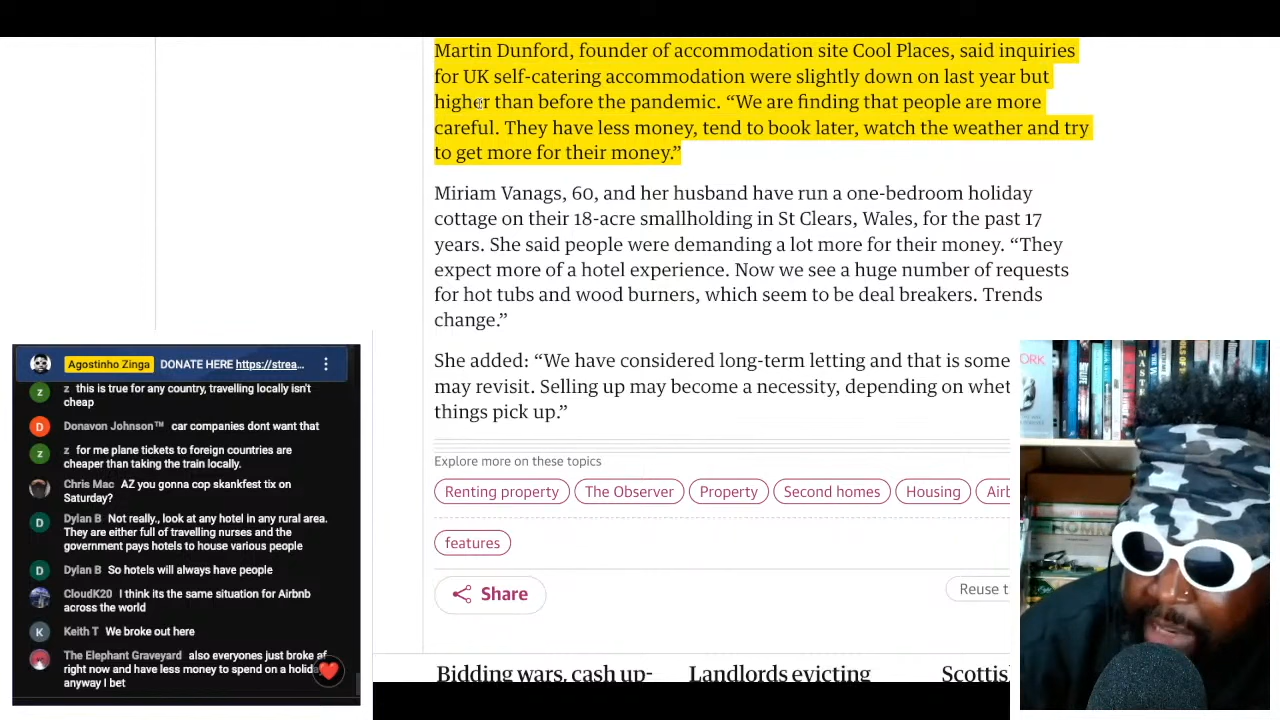 Martin Dunford, founder of accommodation site Cool Places, said inquiries
for UK self-catering accommodation were slightly down on last year but
higher than before the pandemic. “We are finding that people are more
careful. They have less money, tend to book later, watch the weather and try
to get more for their money.”
Miriam Vanags, 60, and her husband have run a one-bedroom holiday
cottage on their 18-acre smallholding in St Clears, Wales, for the past 17
years. She said people were demanding a lot more for their money. “They
expect more of a hotel experience. Now we see a huge number of requests
for hot tubs and wood burners, which seem to be deal breakers. Trends
change.”
She added: “We have considered long-term letting and that is some
may revisit. Selling up may become a necessity, depending on whet
things pick up.”
Explore more on these topics
Renting property
The Observer
Property
Second homes
Housing
Airb
features
Share
Reuse t
Bidding wars, cash up-
Landlords evicting
Scottis
Agostinho Zinga DONATE HERE https://strea...
z this is true for any country, travelling locally isn't
cheap
Donavon Johnson™ car companies dont want that
z for me plane tickets to foreign countries are
cheaper than taking the train locally.
Chris Mac AZ you gonna cop skankfest tix on
Saturday?
Dylan B Not really., look at any hotel in any rural area.
They are either full of travelling nurses and the
government pays hotels to house various people
Dylan B So hotels will always have people
CloudK20 I think its the same situation for Airbnb
across the world
Keith T We broke out here
The Elephant Graveyard also everyones just broke af
right now and have less money to spend on a holid
anyway I bet
ORK